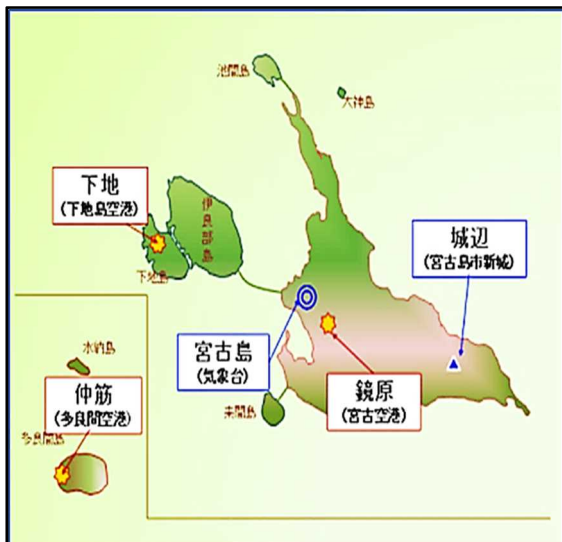 池間島
大神島
下地
(下地島空港)
伊良部島
下地島
城辺
(宮古島市新城)
宮古島
(気象台)
鏡原
(宮古空港)
来間島
水納島
仲筋
(多良間空港)
多良間島